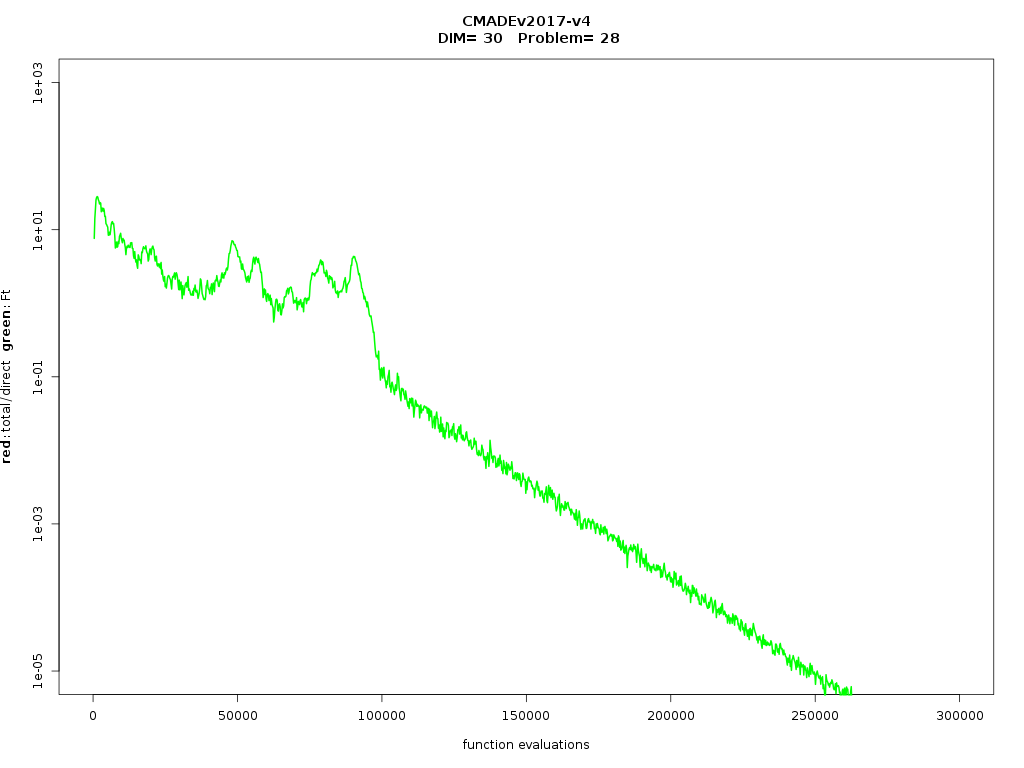 CMADEv2017-v4
DIM= 30 Problem= 28
1e+03
1e+01
1e-01
1e-03
1e-05
red:total/direct green: Ft
0 50000 100000 150000 200000 250000 300000
function evaluations